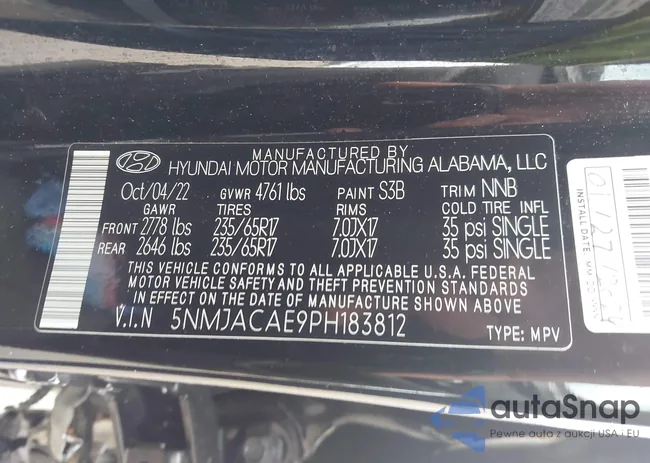 MANUFACTURED BY
HYUNDAI MOTOR MANUFACTURING ALABAMA, LLC
Oct/04/22 GVWR 4761 lbs PAINT S3B TRIM NNB
GAWR TIRES RIMS COLD TIRE INFL
FRONT 2778 lbs 235/65R17 7.0JX17 35 psi SINGLE
REAR 2646 lbs 235/65R17 7.0JX17 35 psi SINGLE
THIS VEHICLE CONFORMS TO ALL APPLICABLE U.S.A. FEDERAL
MOTOR VEHICLE SAFETY AND THEFT PREVENTION STANDARDS
IN EFFECT ON THE DATE OF MANUFACTURE SHOWN ABOVE.
V.I.N 5NMJACAE9PH183812 TYPE: MPV
INSTALL DATE
autoSnap
Pewne auta z aukcji USA i EU